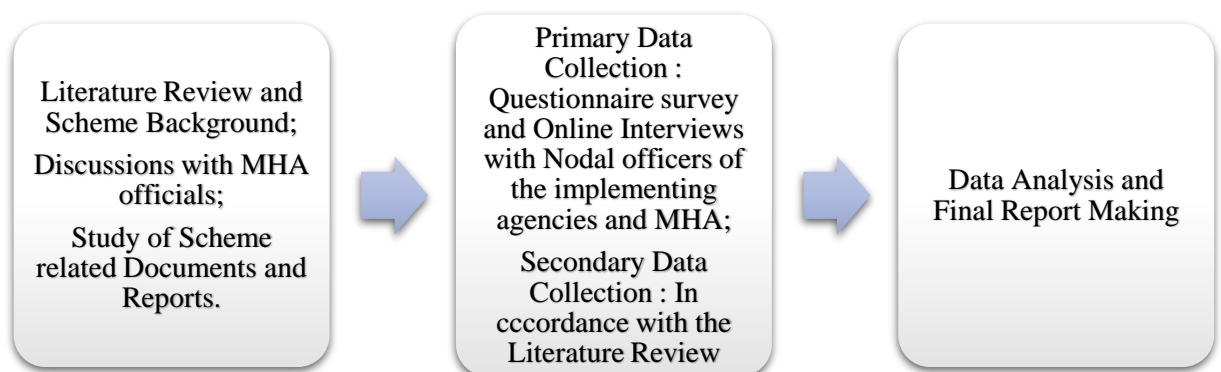 Literature Review and
Scheme Background;
Discussions with MHA
officials;
Study of Scheme
related Documents and
Reports.
Primary Data
Collection :
Questionnaire survey
and Online Interviews
with Nodal officers of
the implementing
agencies and MHA;
Secondary Data
Collection : In
cccordance with the
Literature Review
Data Analysis and
Final Report Making